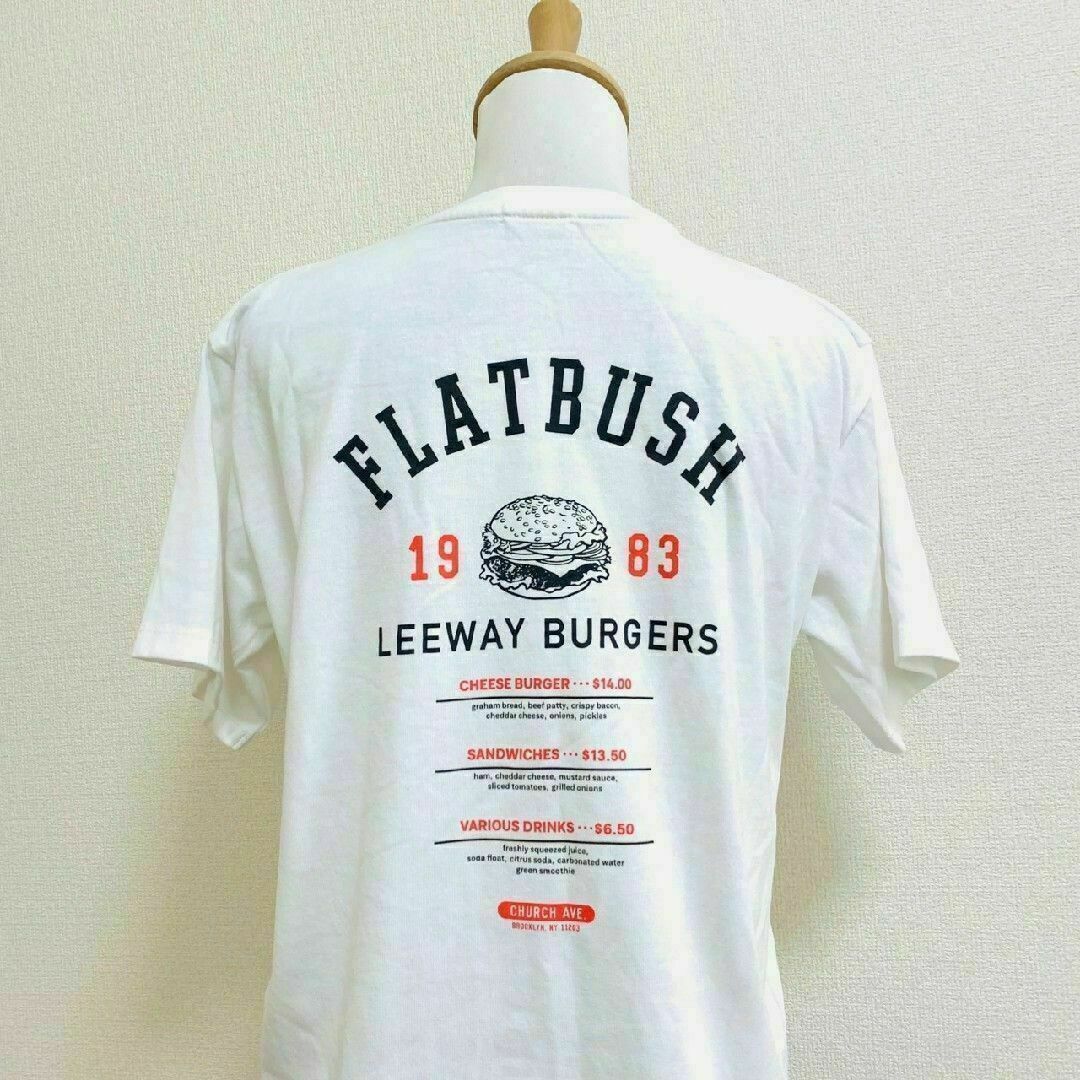 FLATBUSH
19 83
LEEWAY BURGERS
CHEESE BURGER ··· $14.00
graham bread, beef patty, crispy bacon,
cheddar cheese, onions, pickles
SANDWICHES ··· $13.50
ham, cheddar cheese, mustard sauce,
sliced tomatoes, grilled onions
VARIOUS DRINKS ··· $6.50
freshly squeezed juice,
soda float, citrus soda, carbonated water
green smoothie
CHURCH AVE.
BROOKLYN, NY 11203